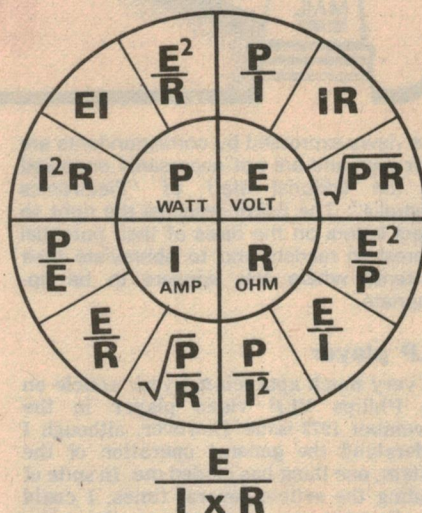 E²/R P/I
EI iR
I²R P E √PR
WATT VOLT
P/E I R E²/P
AMP OHM
E/R E/I
√P/R P/I²
E
I x R